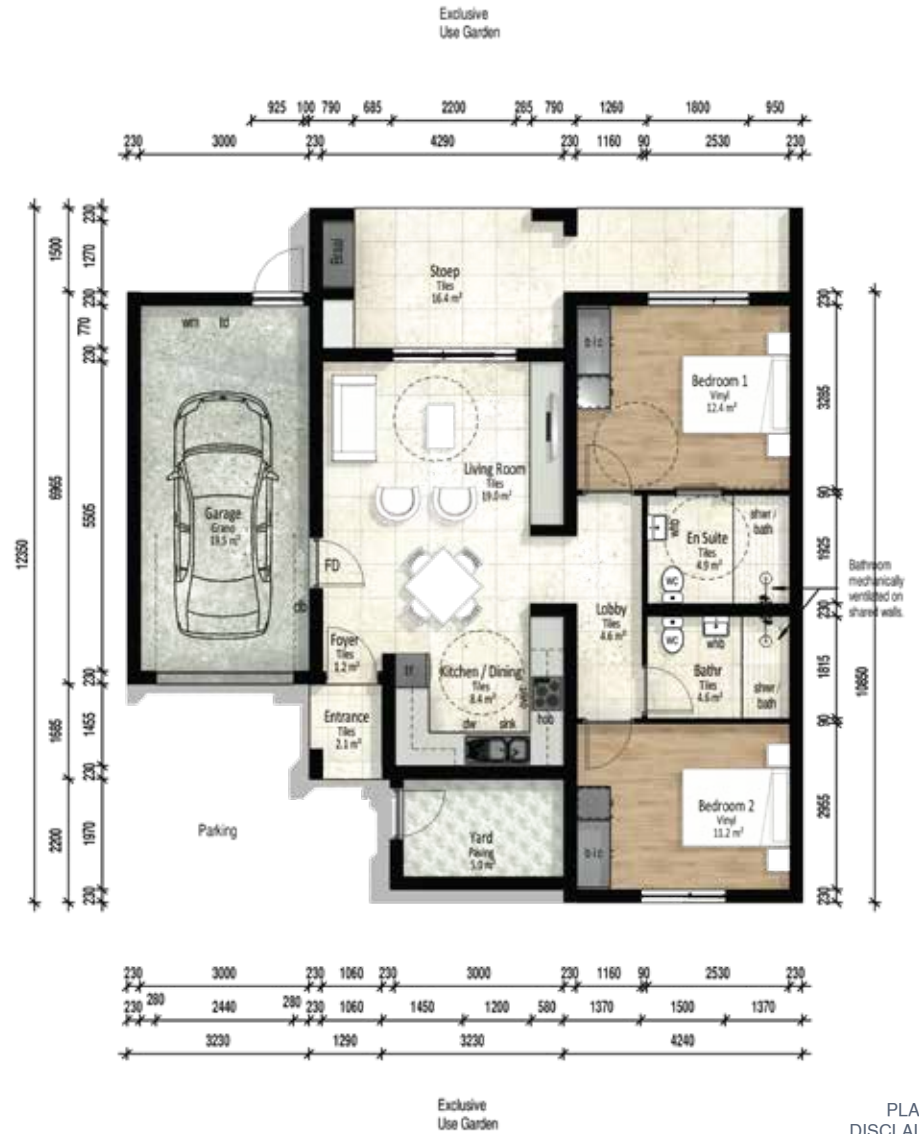 Exclusive
Use Garden
925 100 790 685 2200 265 790 1260 1800 950
230 3000 230 4290 230 1160 90 2530 230
12350
1500 6965 1685 2200
230 1270 230 770 230 5505 230 1455 230 1970 230
Braai
Stoep
Tiles
16.4 m²
wm td
b-i-c
Bedroom 1
Vinyl
12.4 m²
Living Room
Tiles
19.0 m²
Garage
Grano
19.5 m²
FD
db
whb
En Suite
Tiles
4.9 m²
shwr /
bath
WC
Bathroom
mechanically
ventilated on
shared walls.
Lobby
Tiles
4.6 m²
Foyer
Tiles
1.2 m²
WC
whb
Bathr
Tiles
4.6 m²
shwr /
bath
Kitchen / Dining
Tiles
8.4 m²
oven
hob
dw sink
Entrance
Tiles
2.1 m²
Bedroom 2
Vinyl
11.2 m²
b-i-c
Parking
Yard
Paving
5.9 m²
230 3285 90 1925 230 1815 90 2955 230
10850
230 3000 230 1060 230 3000 230 1160 90 2530 230
230 280 2440 280 230 1060 1450 1200 580 1370 1500 1370
3230 1290 3230 4240
Exclusive
Use Garden
PLA
DISCLAI